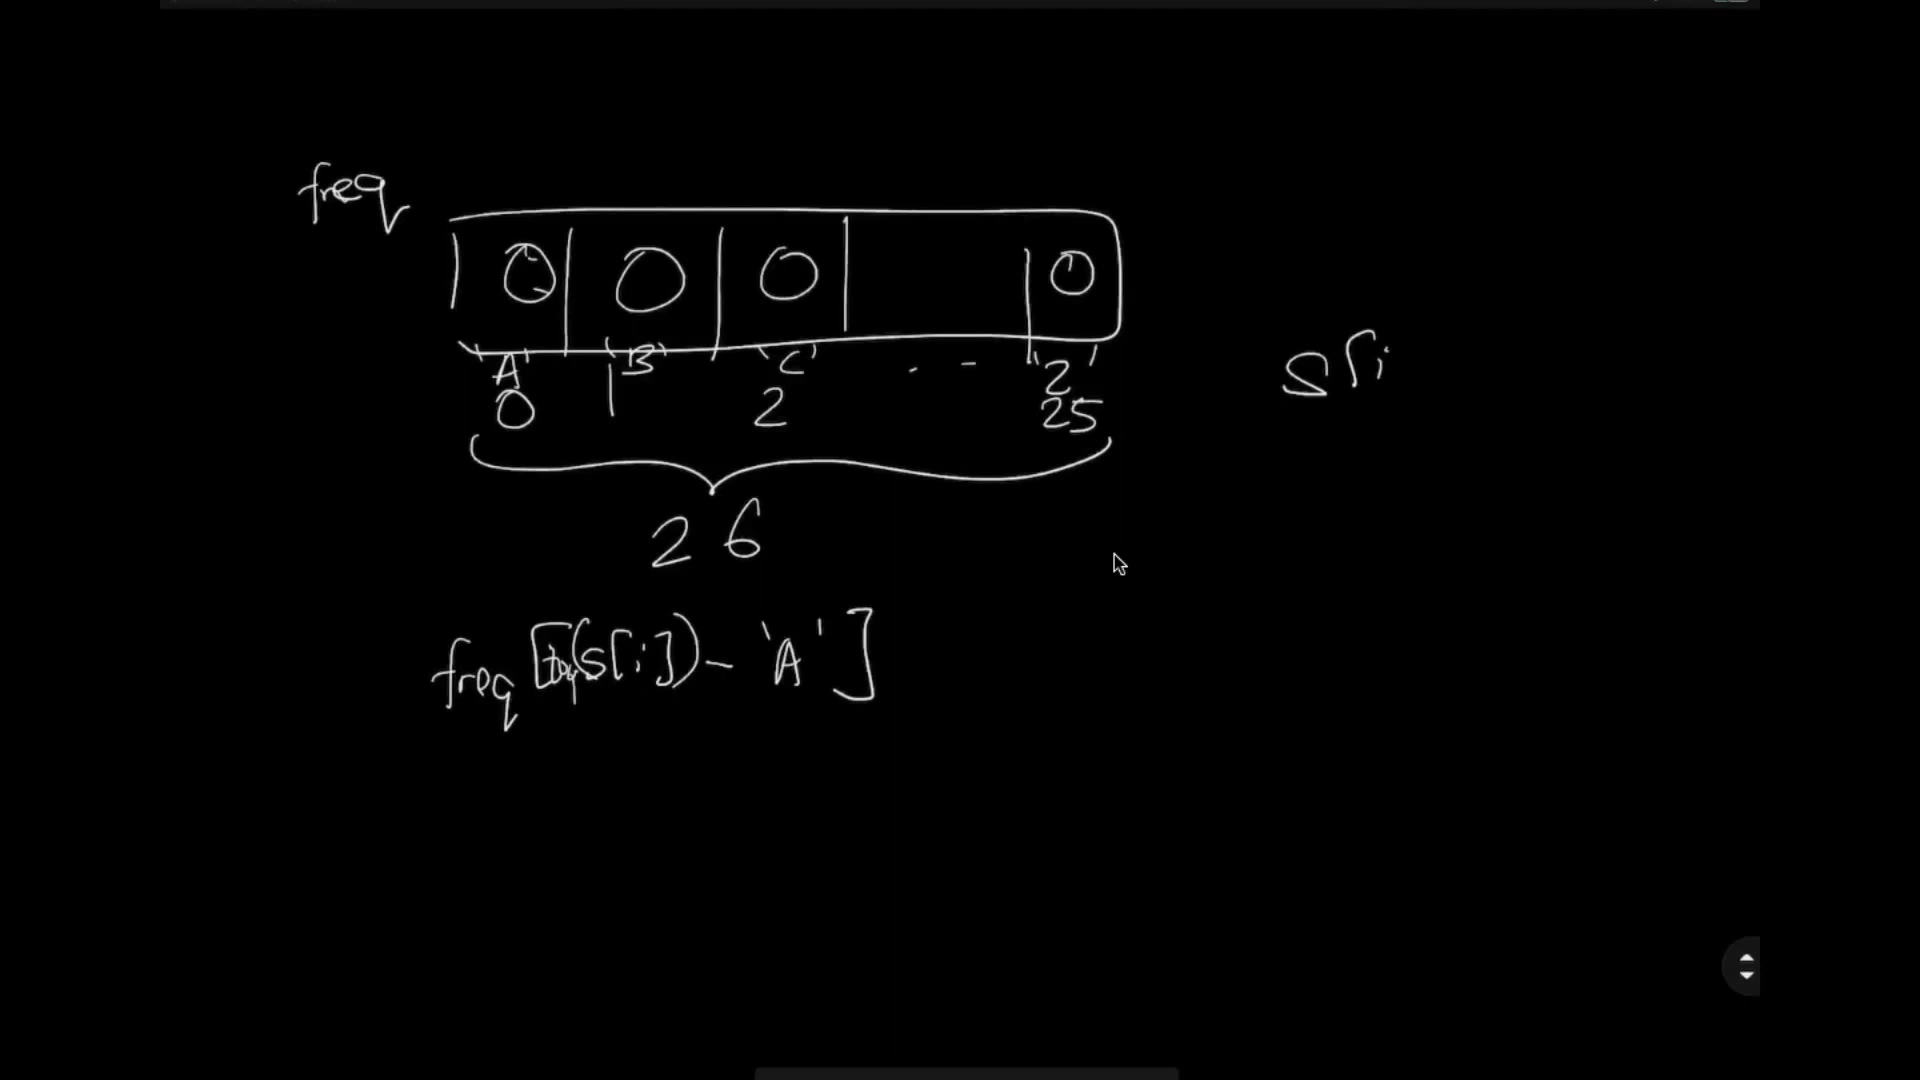 freq
0 0 0 0
'A' 'B' 'C' . - 'Z'
0 1 2 25
s[i
26
freq[(s[i]) - 'A']